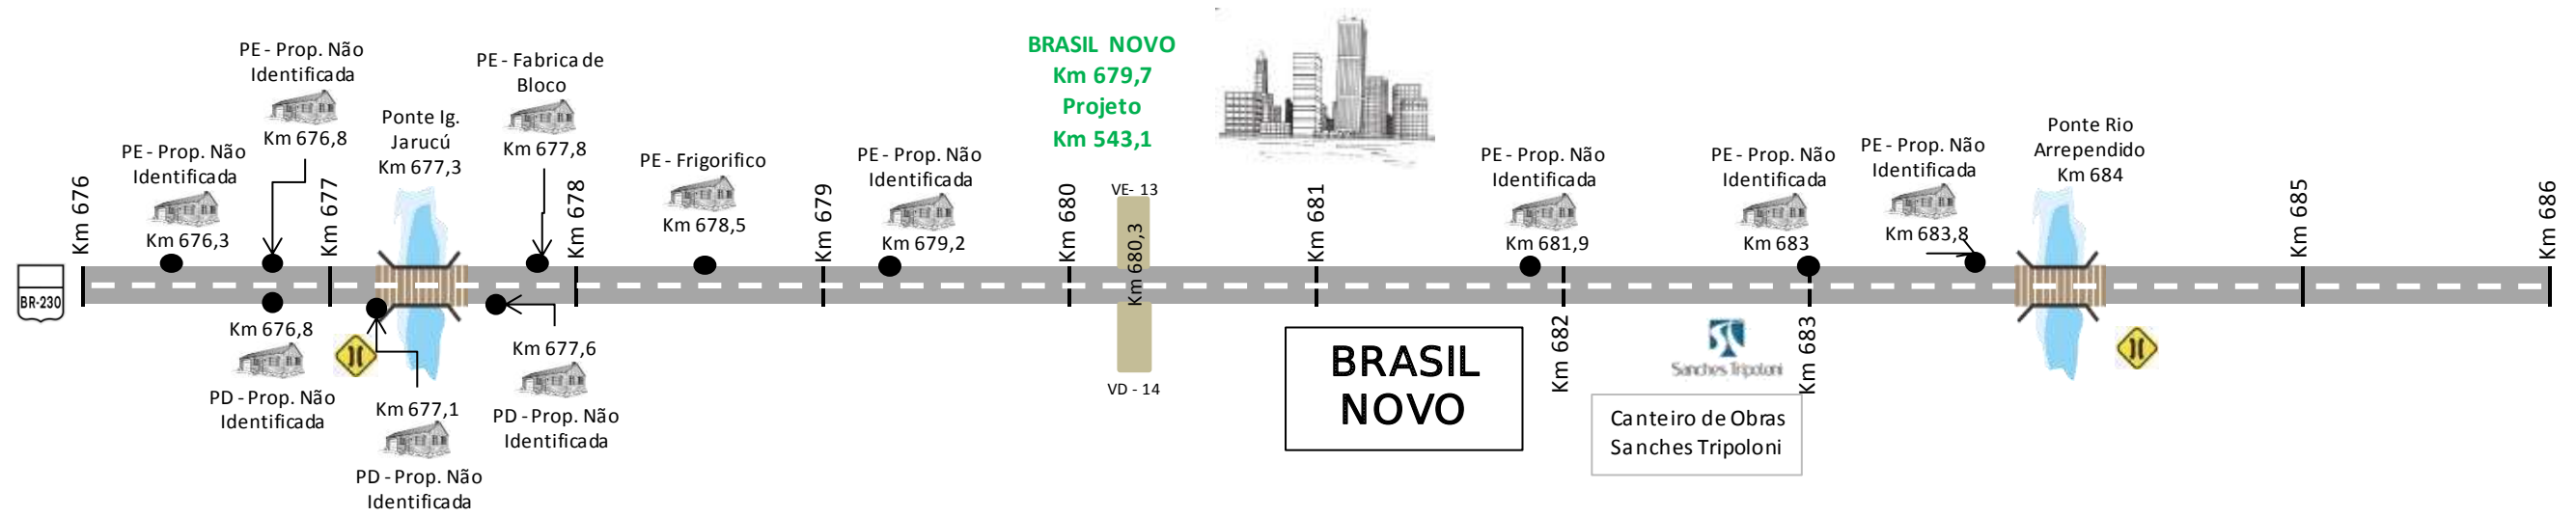 BR-230
Km 676
PE - Prop. Não
Identificada
Km 676,3
PE - Prop. Não
Identificada
Km 676,8
Km 676,8
PD - Prop. Não
Identificada
Km 677
Ponte Ig.
Jarucú
Km 677,3
Km 677,1
PD - Prop. Não
Identificada
PE - Fabrica de
Bloco
Km 677,8
Km 677,6
PD - Prop. Não
Identificada
Km 678
PE - Frigorifico
Km 678,5
Km 679
PE - Prop. Não
Identificada
Km 679,2
BRASIL NOVO
Km 679,7
Projeto
Km 543,1
Km 680
VE- 13
Km 680,3
VD - 14
Km 681
BRASIL
NOVO
PE - Prop. Não
Identificada
Km 681,9
Km 682
Sanches Tripoloni
Canteiro de Obras
Sanches Tripoloni
PE - Prop. Não
Identificada
Km 683
Km 683
PE - Prop. Não
Identificada
Km 683,8
Ponte Rio
Arrependido
Km 684
Km 685
Km 686